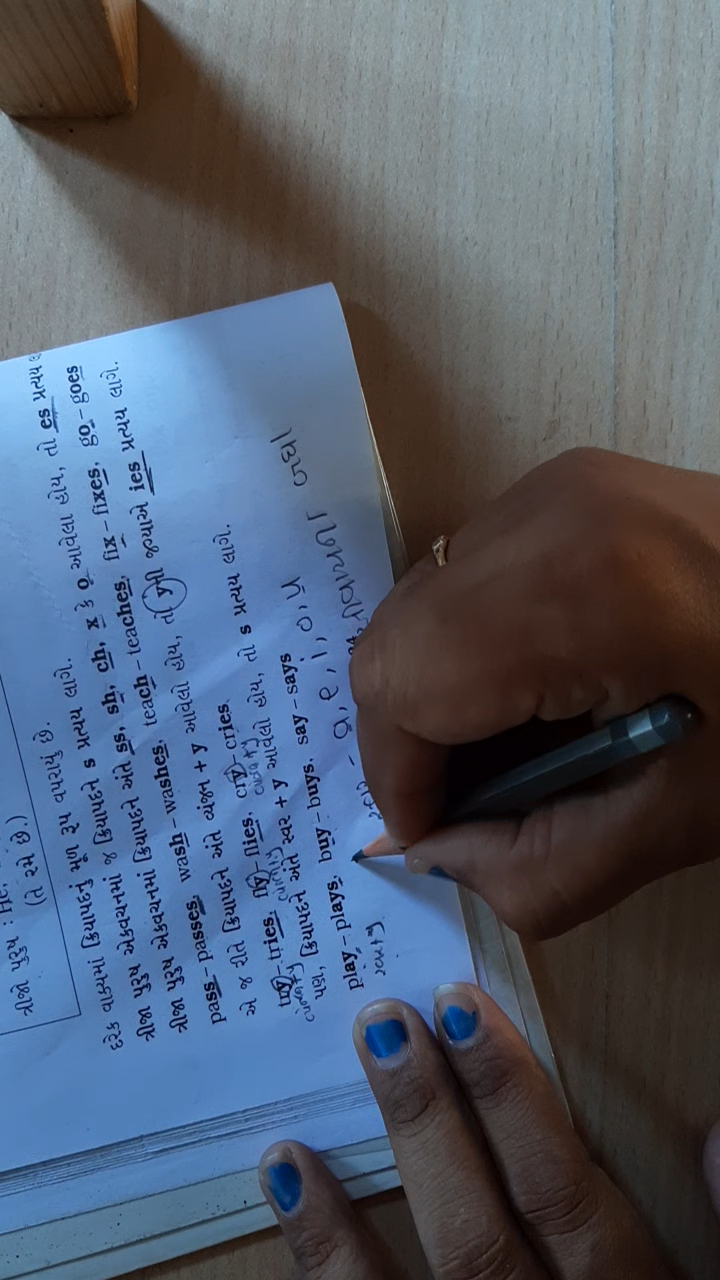 ત્રીજો પુરુષ : He,
(તે રમે છે)
દરેક વાક્યમાં ક્રિયાપદનું મૂળ રૂપ વપરાયું છે.
ત્રીજા પુરુષ એકવચનમાં જ ક્રિયાપદને s પ્રત્યય લાગે.
ત્રીજા પુરુષ એકવચનમાં ક્રિયાપદને અંતે ss, sh, ch, x કે o આવેલા હોય, તો es પ્રત્યય
pass – passes, wash – washes, teach – teaches, fix – fixes, go – goes
એ જ રીતે ક્રિયાપદને અંતે વ્યંજન + y આવેલો હોય, તો yની જગ્યાએ ies પ્રત્યય લાગે.
try – tries, fly – flies, cry – cries.
પણ, ક્રિયાપદને અંતે સ્વર + y આવેલો હોય, તો s પ્રત્યય લાગે.
play – plays, buy – buys, say – says
સ્વર+y
સ્વર – a, e, i, o, u